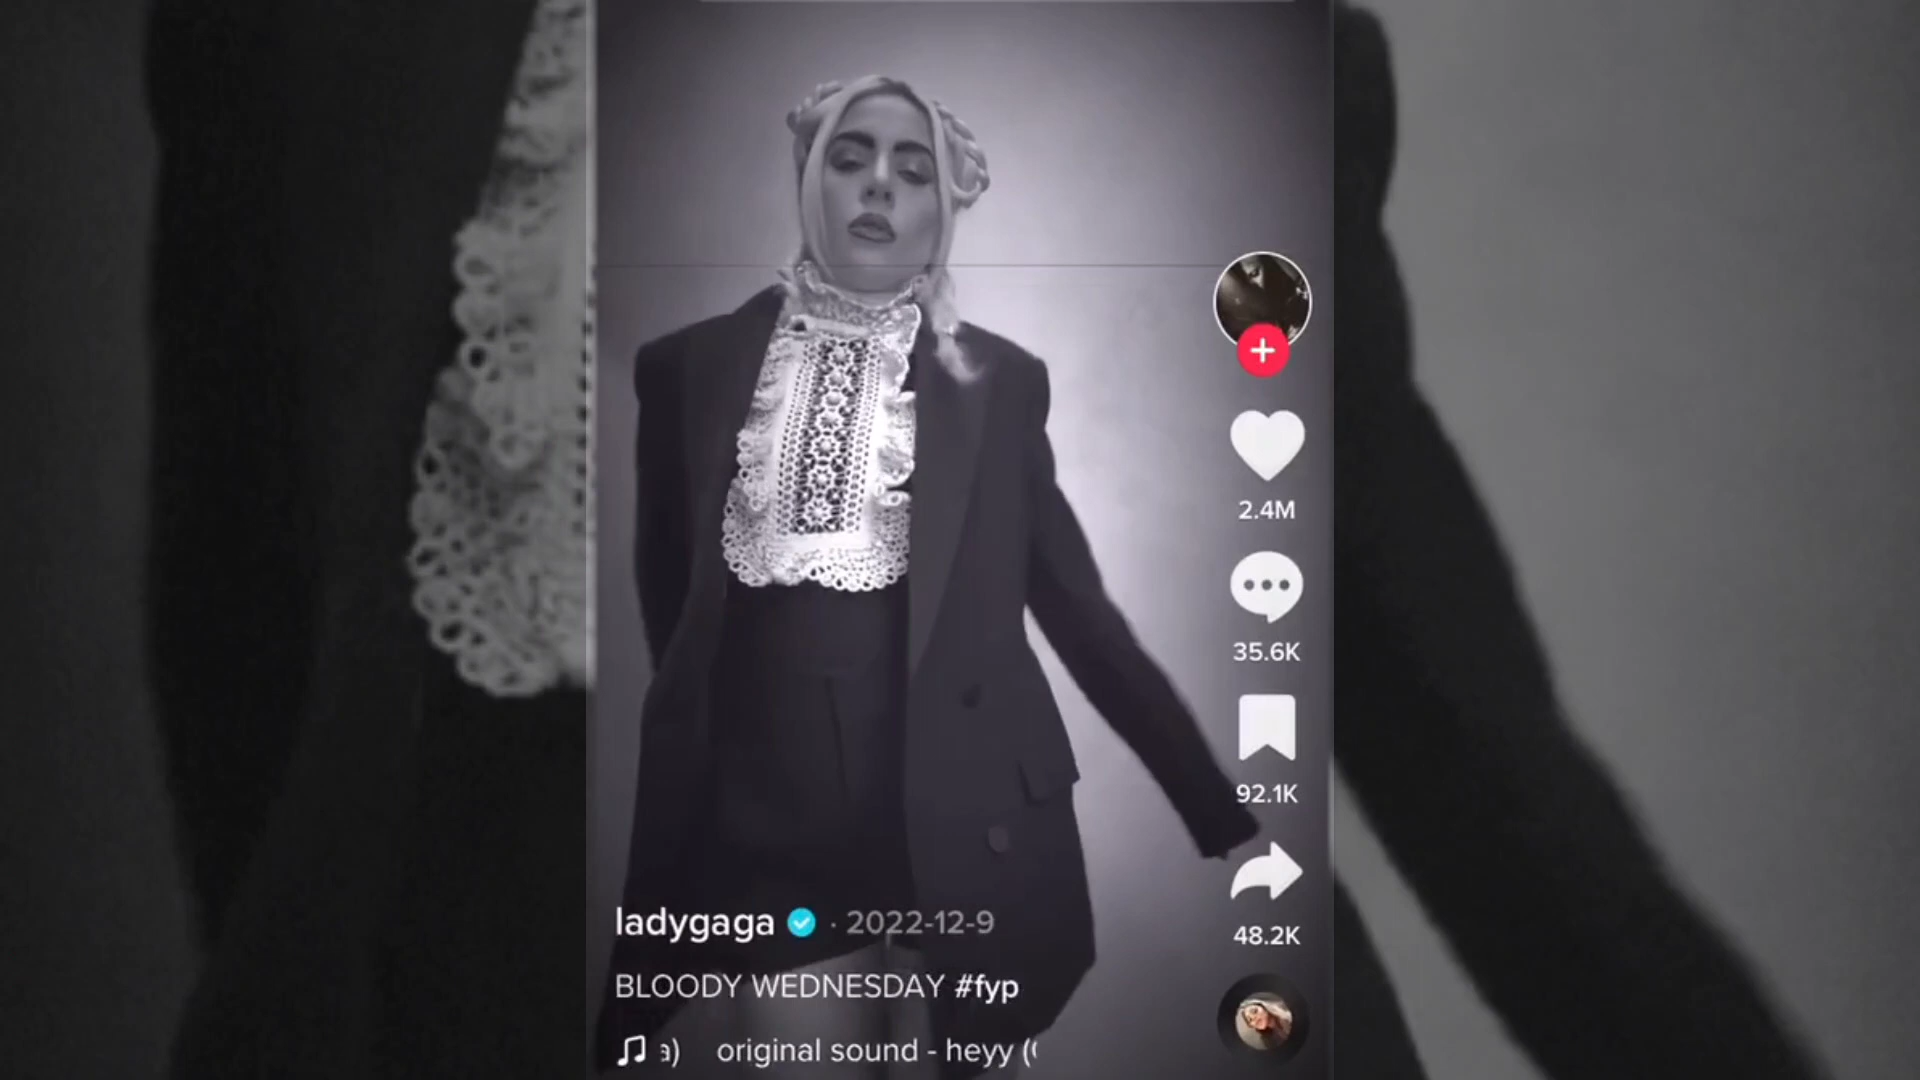 2.4M
35.6K
92.1K
48.2K
ladygaga · 2022-12-9
BLOODY WEDNESDAY #fyp
a) original sound - heyy ((